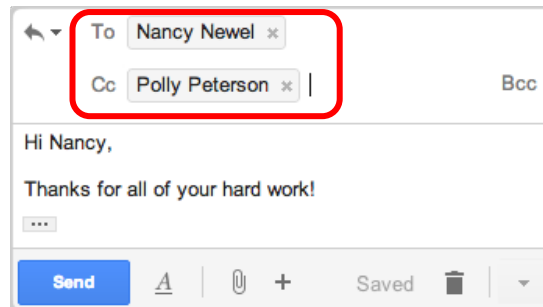 To Nancy Newel ×
Cc Polly Peterson × Bcc
Hi Nancy,
Thanks for all of your hard work!
...
Send A + Saved